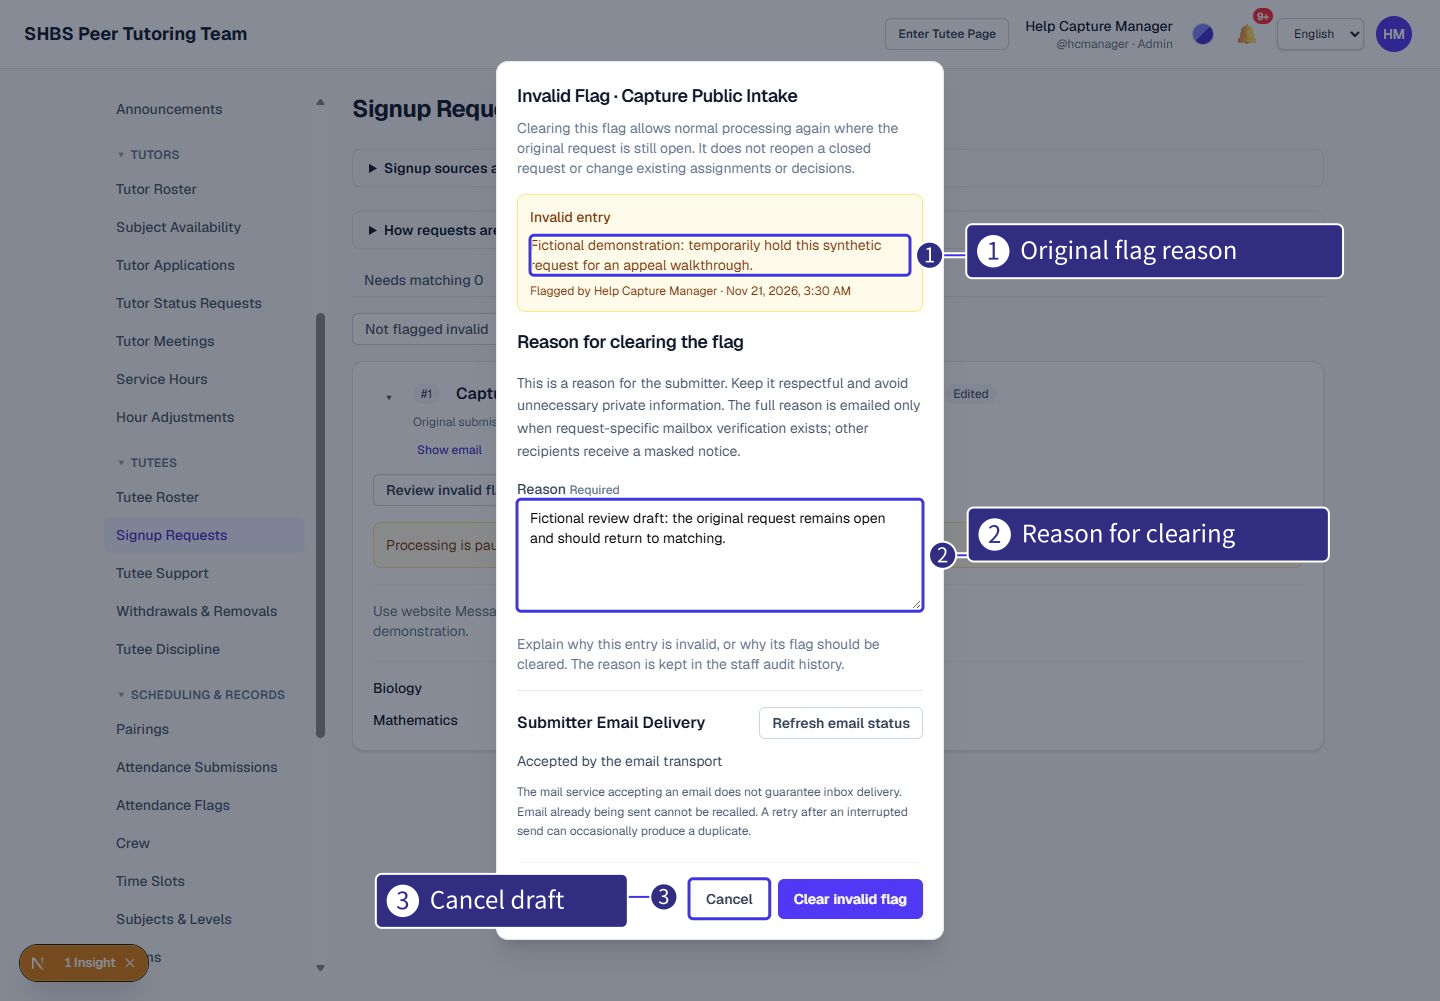 SHBS Peer Tutoring Team
Enter Tutee Page
Help Capture Manager
@hcmanager · Admin
9+
English
HM
Announcements
TUTORS
Tutor Roster
Subject Availability
Tutor Applications
Tutor Status Requests
Tutor Meetings
Service Hours
Hour Adjustments
TUTEES
Tutee Roster
Signup Requests
Tutee Support
Withdrawals & Removals
Tutee Discipline
SCHEDULING & RECORDS
Pairings
Attendance Submissions
Attendance Flags
Crew
Time Slots
Subjects & Levels
N 1 Insight ×
Signup Requ
Signup sources a
How requests are
Needs matching 0
Not flagged invalid
#1 Captu
Edited
Original submis
Show email
Review invalid fl
Processing is pau
Use website Messa
demonstration.
Biology
Mathematics
Invalid Flag · Capture Public Intake
Clearing this flag allows normal processing again where the
original request is still open. It does not reopen a closed
request or change existing assignments or decisions.
Invalid entry
Fictional demonstration: temporarily hold this synthetic
request for an appeal walkthrough.
Flagged by Help Capture Manager · Nov 21, 2026, 3:30 AM
1
1 Original flag reason
Reason for clearing the flag
This is a reason for the submitter. Keep it respectful and avoid
unnecessary private information. The full reason is emailed only
when request-specific mailbox verification exists; other
recipients receive a masked notice.
Reason Required
Fictional review draft: the original request remains open
and should return to matching.
2
2 Reason for clearing
Explain why this entry is invalid, or why its flag should be
cleared. The reason is kept in the staff audit history.
Submitter Email Delivery
Refresh email status
Accepted by the email transport
The mail service accepting an email does not guarantee inbox delivery.
Email already being sent cannot be recalled. A retry after an interrupted
send can occasionally produce a duplicate.
3 Cancel draft
3
Cancel
Clear invalid flag